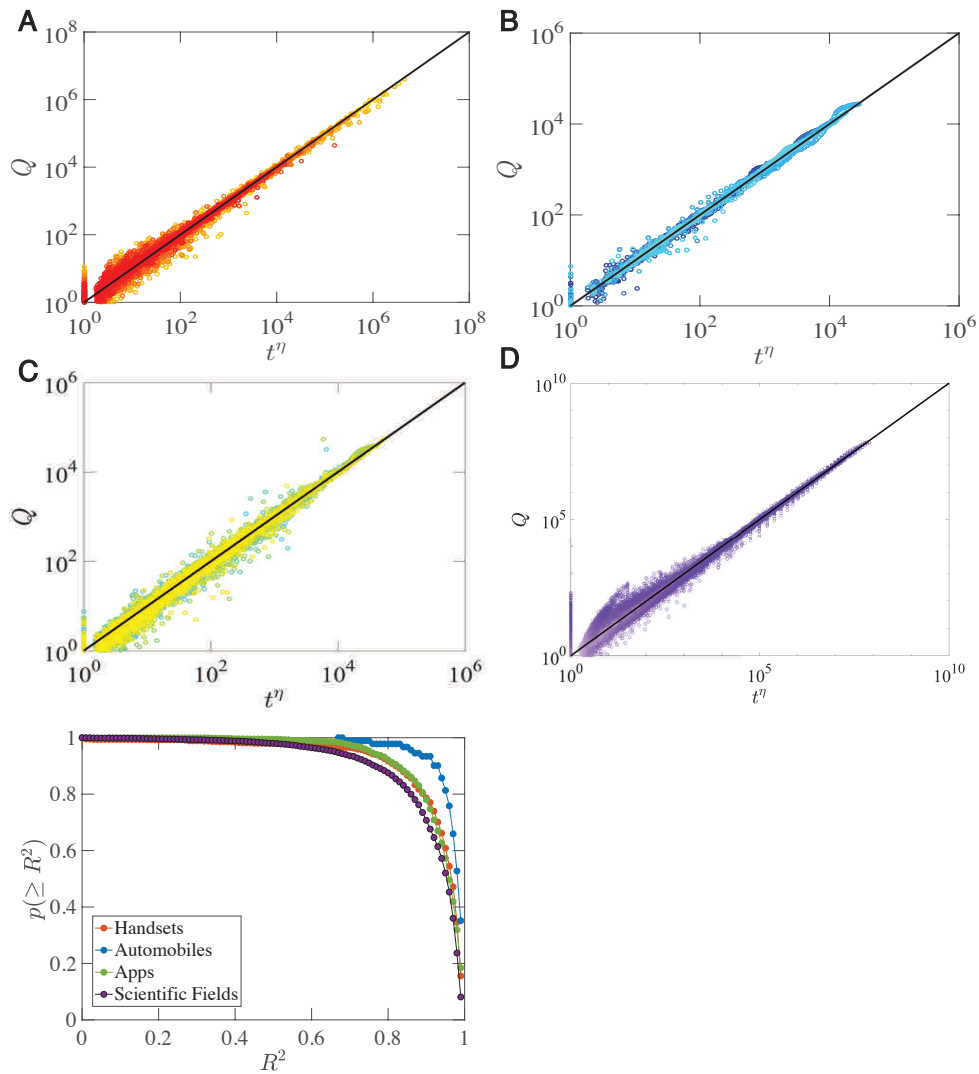 A
10^8
10^6
10^4
10^2
10^0
Q
10^0 10^2 10^4 10^6 10^8
t^η
B
10^6
10^4
10^2
10^0
Q
10^0 10^2 10^4 10^6
t^η
C
10^6
10^4
10^2
10^0
Q
10^0 10^2 10^4 10^6
t^η
D
10^10
10^5
10^0
Q
10^0 10^5 10^10
t^η
1
0.8
0.6
0.4
0.2
0
p(≥ R^2)
Handsets
Automobiles
Apps
Scientific Fields
0 0.2 0.4 0.6 0.8 1
R^2